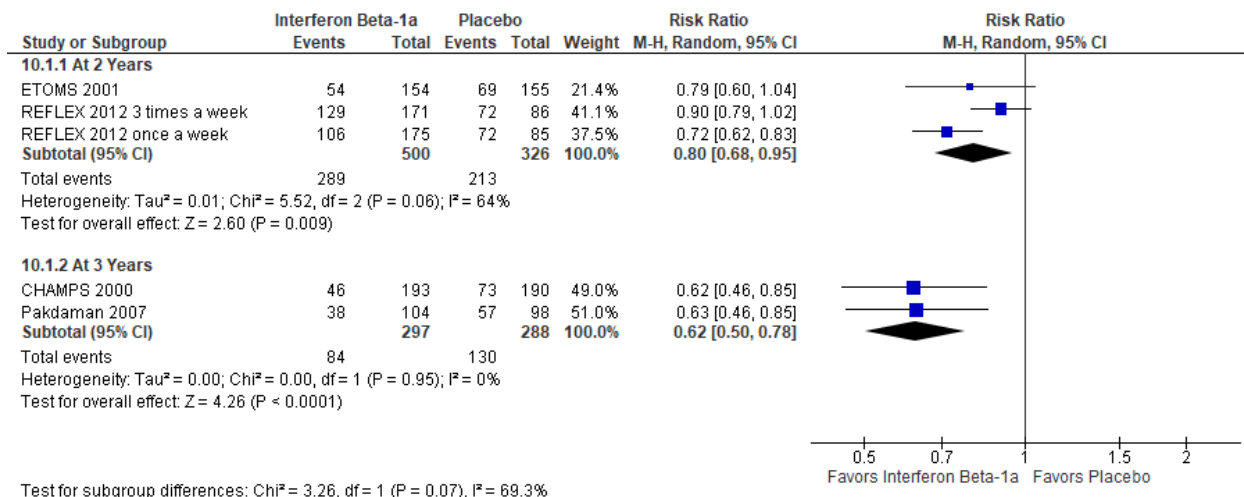 Interferon Beta-1a Placebo Risk Ratio Risk Ratio
Study or Subgroup Events Total Events Total Weight M-H, Random, 95% CI M-H, Random, 95% CI
10.1.1 At 2 Years
ETOMS 2001 54 154 69 155 21.4% 0.79 [0.60, 1.04]
REFLEX 2012 3 times a week 129 171 72 86 41.1% 0.90 [0.79, 1.02]
REFLEX 2012 once a week 106 175 72 85 37.5% 0.72 [0.62, 0.83]
Subtotal (95% CI) 500 326 100.0% 0.80 [0.68, 0.95]
Total events 289 213
Heterogeneity: Tau² = 0.01; Chi² = 5.52, df = 2 (P = 0.06); I² = 64%
Test for overall effect: Z = 2.60 (P = 0.009)
10.1.2 At 3 Years
CHAMPS 2000 46 193 73 190 49.0% 0.62 [0.46, 0.85]
Pakdaman 2007 38 104 57 98 51.0% 0.63 [0.46, 0.85]
Subtotal (95% CI) 297 288 100.0% 0.62 [0.50, 0.78]
Total events 84 130
Heterogeneity: Tau² = 0.00; Chi² = 0.00, df = 1 (P = 0.95); I² = 0%
Test for overall effect: Z = 4.26 (P < 0.0001)
0.5 0.7 1 1.5 2
Favors Interferon Beta-1a Favors Placebo
Test for subgroup differences: Chi² = 3.26, df = 1 (P = 0.07), I² = 69.3%